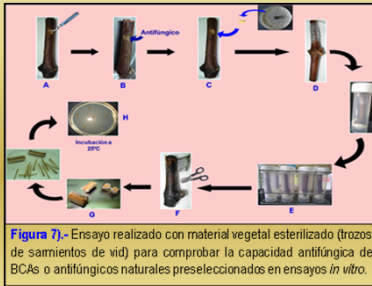 Antifúngico
A
B
C
D
H
Incubación a
25ºC
G
F
E
Figura 7).- Ensayo realizado con material vegetal esterilizado (trozos
de sarmientos de vid) para comprobar la capacidad antifúngica de
BCAs o antifúngicos naturales preseleccionados en ensayos in vitro.